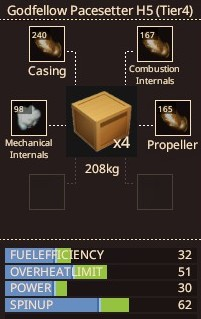 Godfellow Pacesetter H5 (Tier4)
240
167
Casing
Combustion
Internals
98
165
Mechanical
Internals
x4
Propeller
208kg
FUELEFFICIENCY 32
OVERHEATLIMIT 51
POWER 30
SPINUP 62